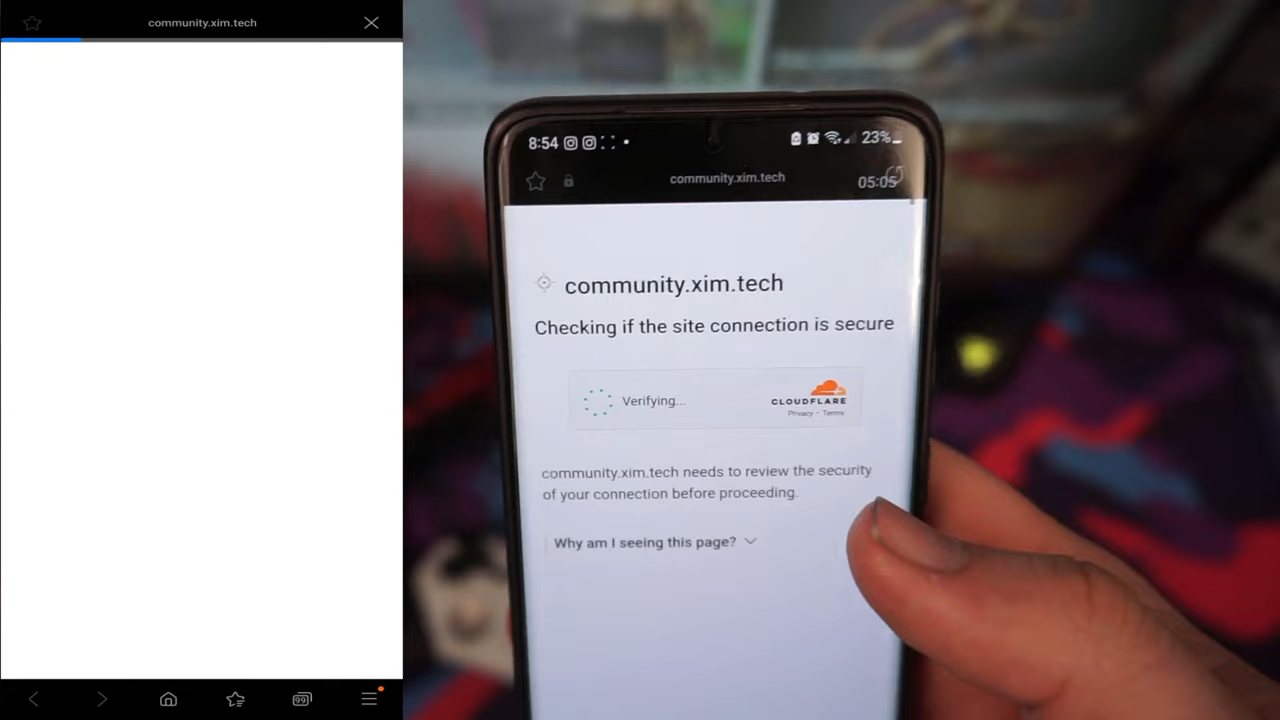 community.xim.tech
99
8:54
23%
community.xim.tech
05:05
community.xim.tech
Checking if the site connection is secure
Verifying...
CLOUDFLARE
Privacy • Terms
community.xim.tech needs to review the security
of your connection before proceeding.
Why am I seeing this page?